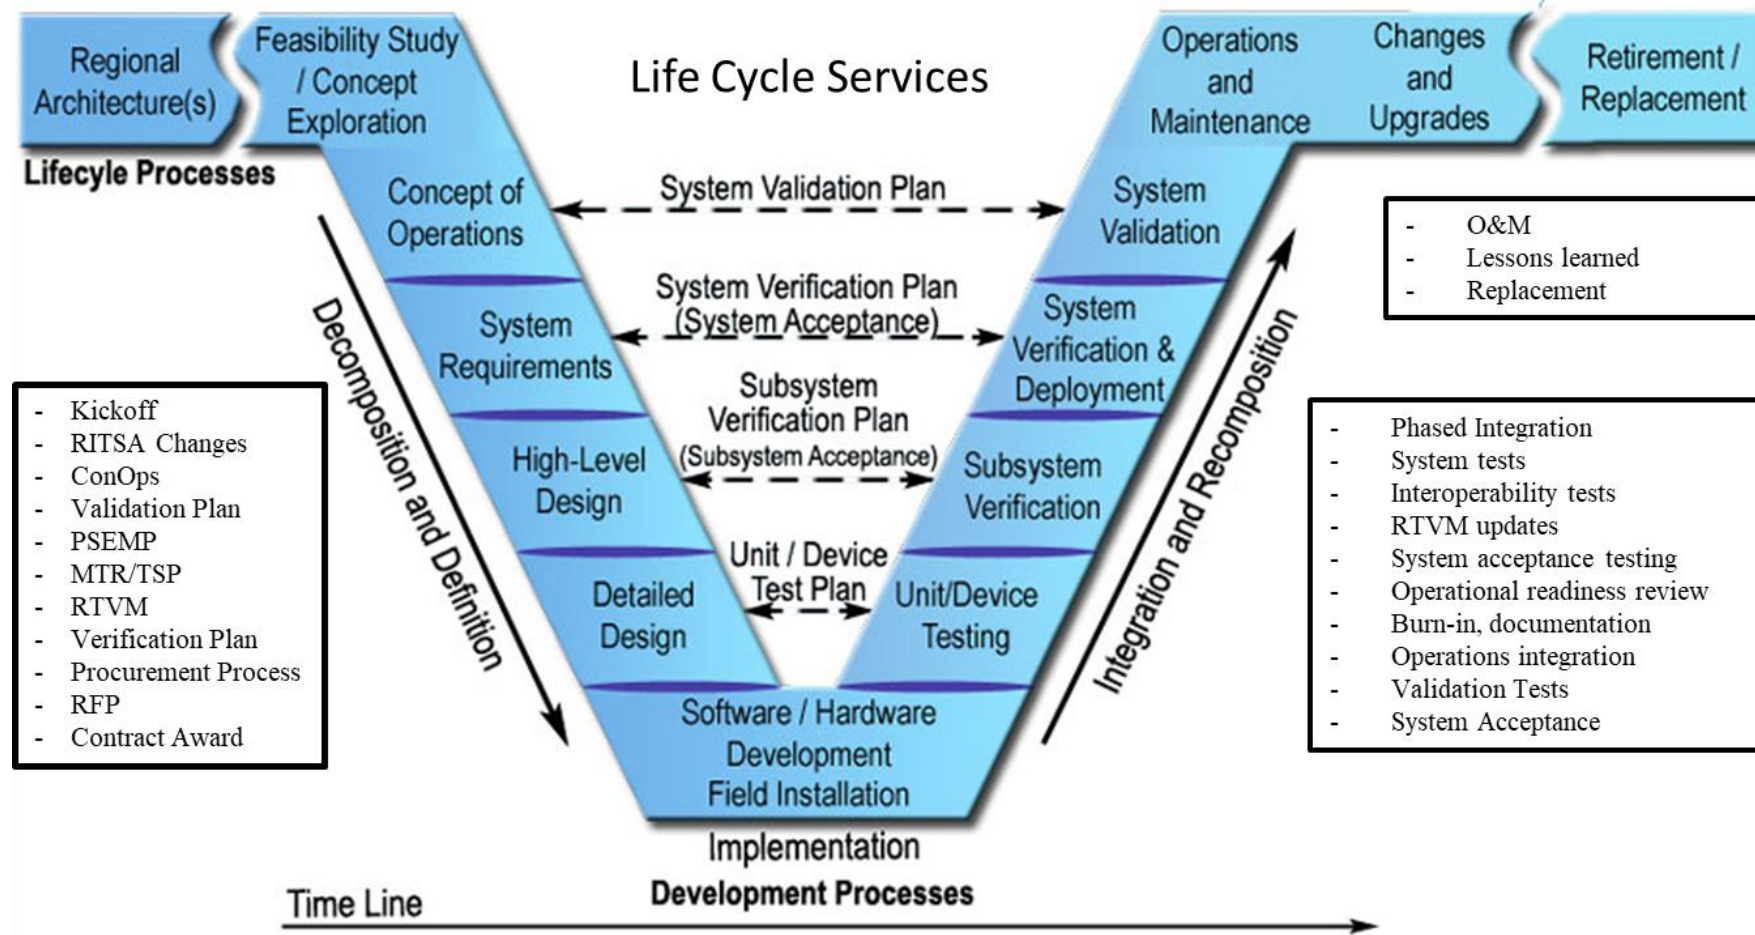 Life Cycle Services
Regional
Architecture(s)
Feasibility Study
/ Concept
Exploration
Operations
and
Maintenance
Changes
and
Upgrades
Retirement /
Replacement
Lifecyle Processes
Concept of
Operations
System Validation Plan
System
Validation
System
Requirements
System Verification Plan
(System Acceptance)
System
Verification &
Deployment
High-Level
Design
Subsystem
Verification Plan
(Subsystem Acceptance)
Subsystem
Verification
Detailed
Design
Unit / Device
Test Plan
Unit/Device
Testing
Software / Hardware
Development
Field Installation
Implementation
Development Processes
Time Line
Decomposition and Definition
Integration and Recomposition
- Kickoff
- RITSA Changes
- ConOps
- Validation Plan
- PSEMP
- MTR/TSP
- RTVM
- Verification Plan
- Procurement Process
- RFP
- Contract Award
- O&M
- Lessons learned
- Replacement
- Phased Integration
- System tests
- Interoperability tests
- RTVM updates
- System acceptance testing
- Operational readiness review
- Burn-in, documentation
- Operations integration
- Validation Tests
- System Acceptance